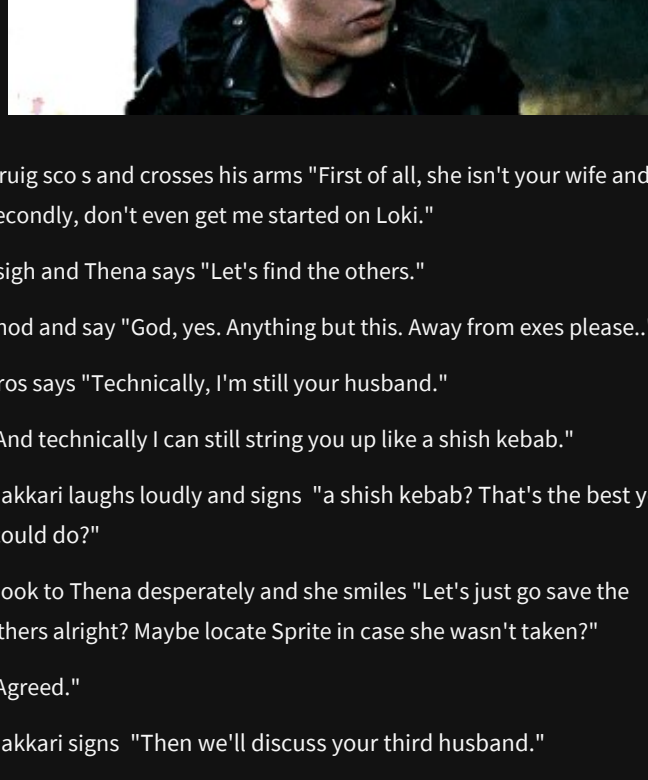 ruig sco s and crosses his arms "First of all, she isn't your wife and
econdly, don't even get me started on Loki."
sigh and Thena says "Let's find the others."
nod and say "God, yes. Anything but this. Away from exes please.."
ros says "Technically, I'm still your husband."
And technically I can still string you up like a shish kebab."
akkari laughs loudly and signs "a shish kebab? That's the best y
ould do?"
ook to Thena desperately and she smiles "Let's just go save the
thers alright? Maybe locate Sprite in case she wasn't taken?"
Agreed."
akkari signs "Then we'll discuss your third husband."